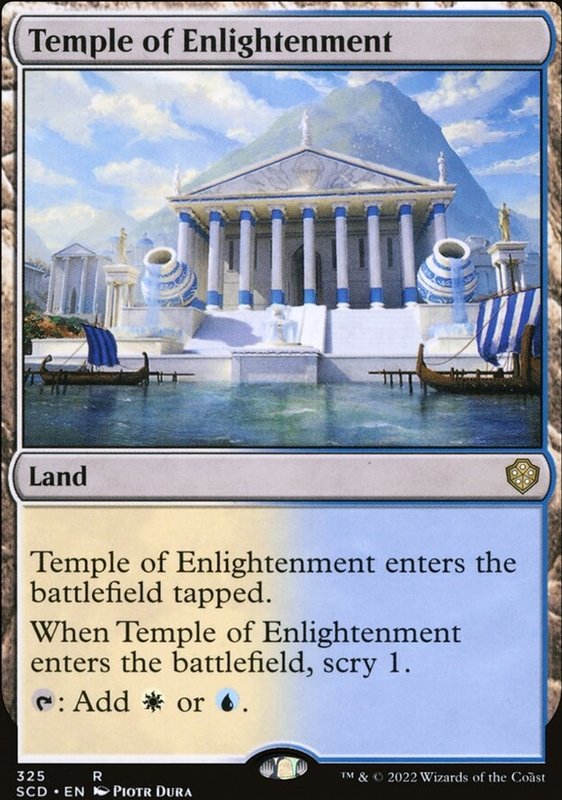 Temple of Enlightenment
Land
Temple of Enlightenment enters the
battlefield tapped.
When Temple of Enlightenment
enters the battlefield, scry 1.
: Add or .
325 R
SCD • EN Piotr Dura
™ & © 2022 Wizards of the Coast